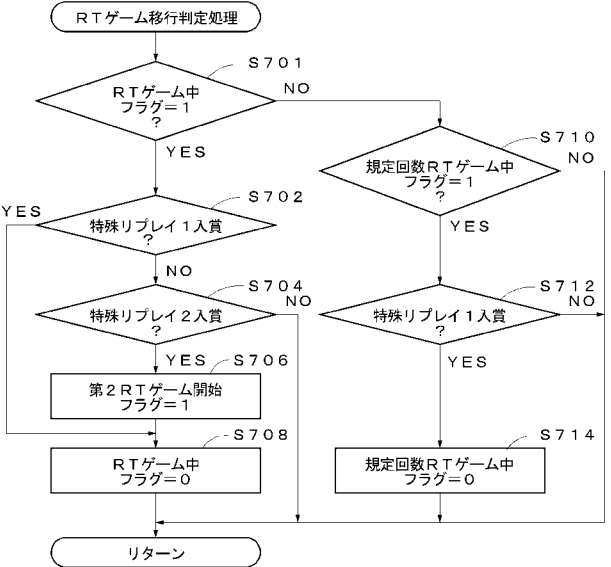 RTゲーム移行判定処理
S701
RTゲーム中
フラグ=1
?
NO
YES
S702
特殊リプレイ1入賞
?
YES
NO
S704
特殊リプレイ2入賞
?
NO
YES
S706
第2RTゲーム開始
フラグ=1
S708
RTゲーム中
フラグ=0
リターン
S710
規定回数RTゲーム中
フラグ=1
?
NO
YES
S712
特殊リプレイ1入賞
?
NO
YES
S714
規定回数RTゲーム中
フラグ=0